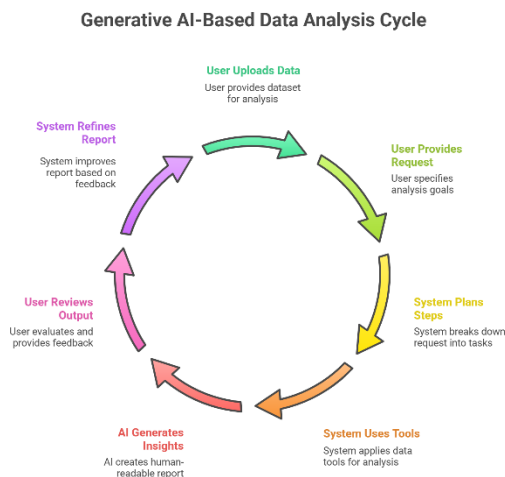 Generative AI-Based Data Analysis Cycle
User Uploads Data
User provides dataset
for analysis
User Provides
Request
User specifies
analysis goals
System Plans
Steps
System breaks down
request into tasks
System Uses Tools
System applies data
tools for analysis
AI Generates
Insights
AI creates human-
readable report
User Reviews
Output
User evaluates and
provides feedback
System Refines
Report
System improves
report based on
feedback